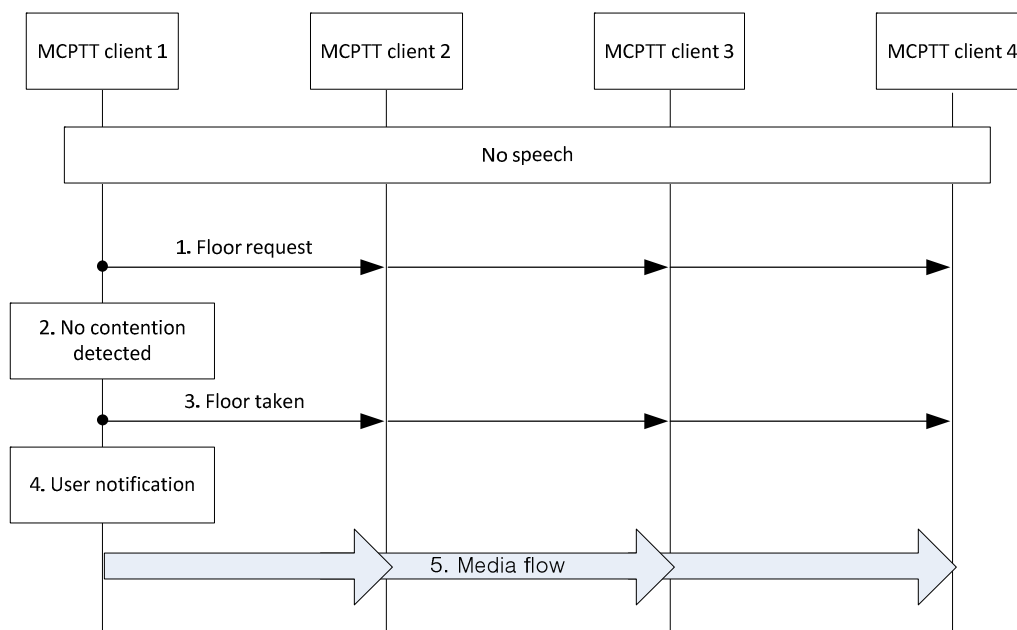 MCPTT client 1
MCPTT client 2
MCPTT client 3
MCPTT client 4
No speech
1. Floor request
2. No contention
detected
3. Floor taken
4. User notification
5. Media flow